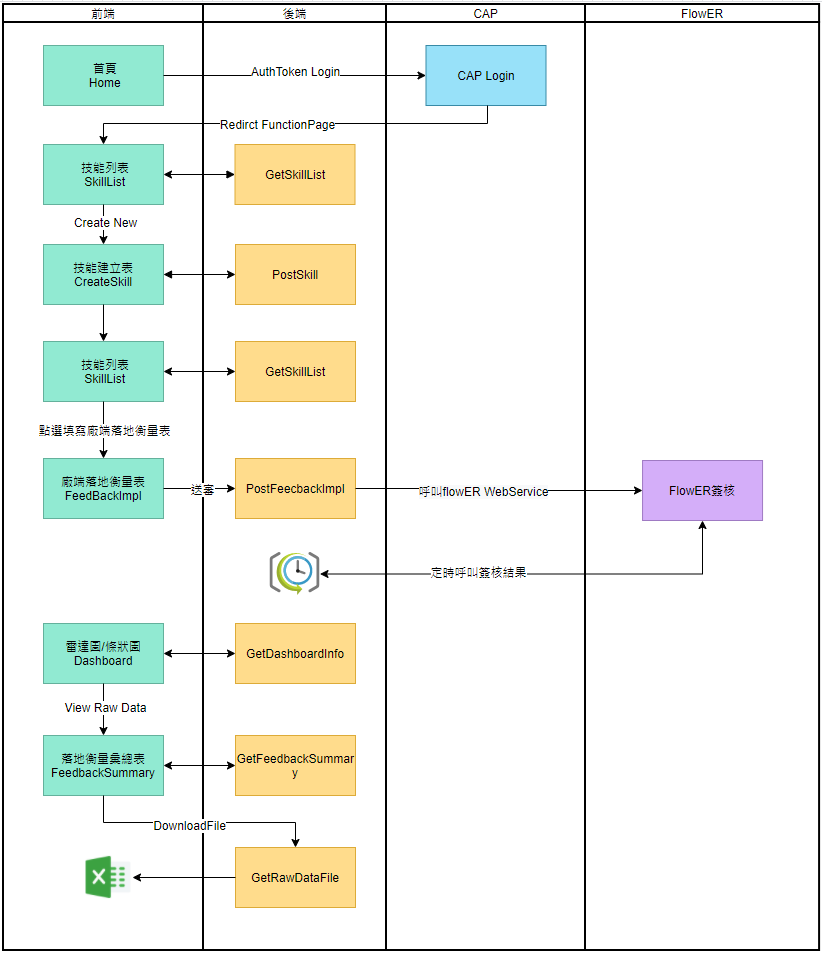 前端
後端
CAP
FlowER
首頁
Home
AuthToken Login
CAP Login
Redirct FunctionPage
技能列表
SkillList
GetSkillList
Create New
技能建立表
CreateSkill
PostSkill
技能列表
SkillList
GetSkillList
點選填寫廠端落地衡量表
廠端落地衡量表
FeedBackImpl
送審
PostFeecbackImpl
呼叫flowER WebService
FlowER簽核
定時呼叫簽核結果
雷達圖/條狀圖
Dashboard
GetDashboardInfo
View Raw Data
落地衡量彙總表
FeedbackSummary
GetFeedbackSummar
y
DownloadFile
X
GetRawDataFile